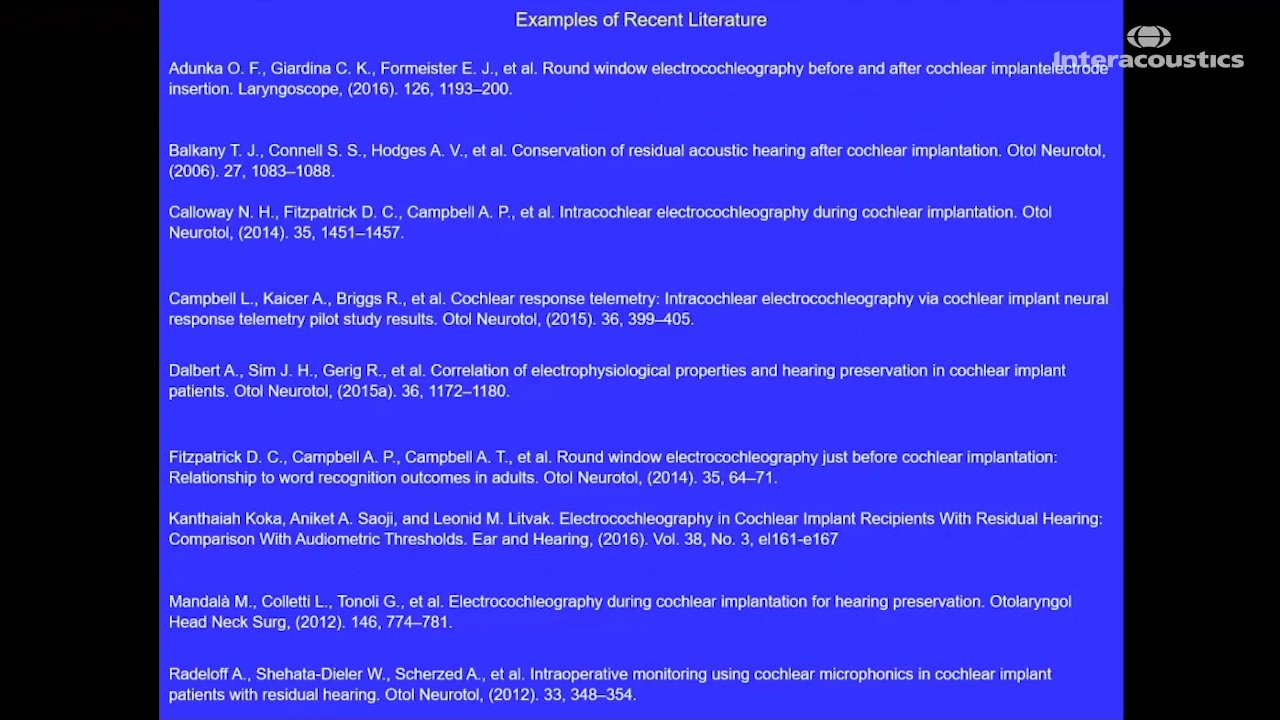 Examples of Recent Literature
Interacoustics
Adunka O. F., Giardina C. K., Formeister E. J., et al. Round window electrocochleography before and after cochlear implantelectrode
insertion. Laryngoscope, (2016). 126, 1193–200.
Balkany T. J., Connell S. S., Hodges A. V., et al. Conservation of residual acoustic hearing after cochlear implantation. Otol Neurotol,
(2006). 27, 1083–1088.
Calloway N. H., Fitzpatrick D. C., Campbell A. P., et al. Intracochlear electrocochleography during cochlear implantation. Otol
Neurotol, (2014). 35, 1451–1457.
Campbell L., Kaicer A., Briggs R., et al. Cochlear response telemetry: Intracochlear electrocochleography via cochlear implant neural
response telemetry pilot study results. Otol Neurotol, (2015). 36, 399–405.
Dalbert A., Sim J. H., Gerig R., et al. Correlation of electrophysiological properties and hearing preservation in cochlear implant
patients. Otol Neurotol, (2015a). 36, 1172–1180.
Fitzpatrick D. C., Campbell A. P., Campbell A. T., et al. Round window electrocochleography just before cochlear implantation:
Relationship to word recognition outcomes in adults. Otol Neurotol, (2014). 35, 64–71.
Kanthaiah Koka, Aniket A. Saoji, and Leonid M. Litvak. Electrocochleography in Cochlear Implant Recipients With Residual Hearing:
Comparison With Audiometric Thresholds. Ear and Hearing, (2016). Vol. 38, No. 3, el161-e167
Mandalà M., Colletti L., Tonoli G., et al. Electrocochleography during cochlear implantation for hearing preservation. Otolaryngol
Head Neck Surg, (2012). 146, 774–781.
Radeloff A., Shehata-Dieler W., Scherzed A., et al. Intraoperative monitoring using cochlear microphonics in cochlear implant
patients with residual hearing. Otol Neurotol, (2012). 33, 348–354.